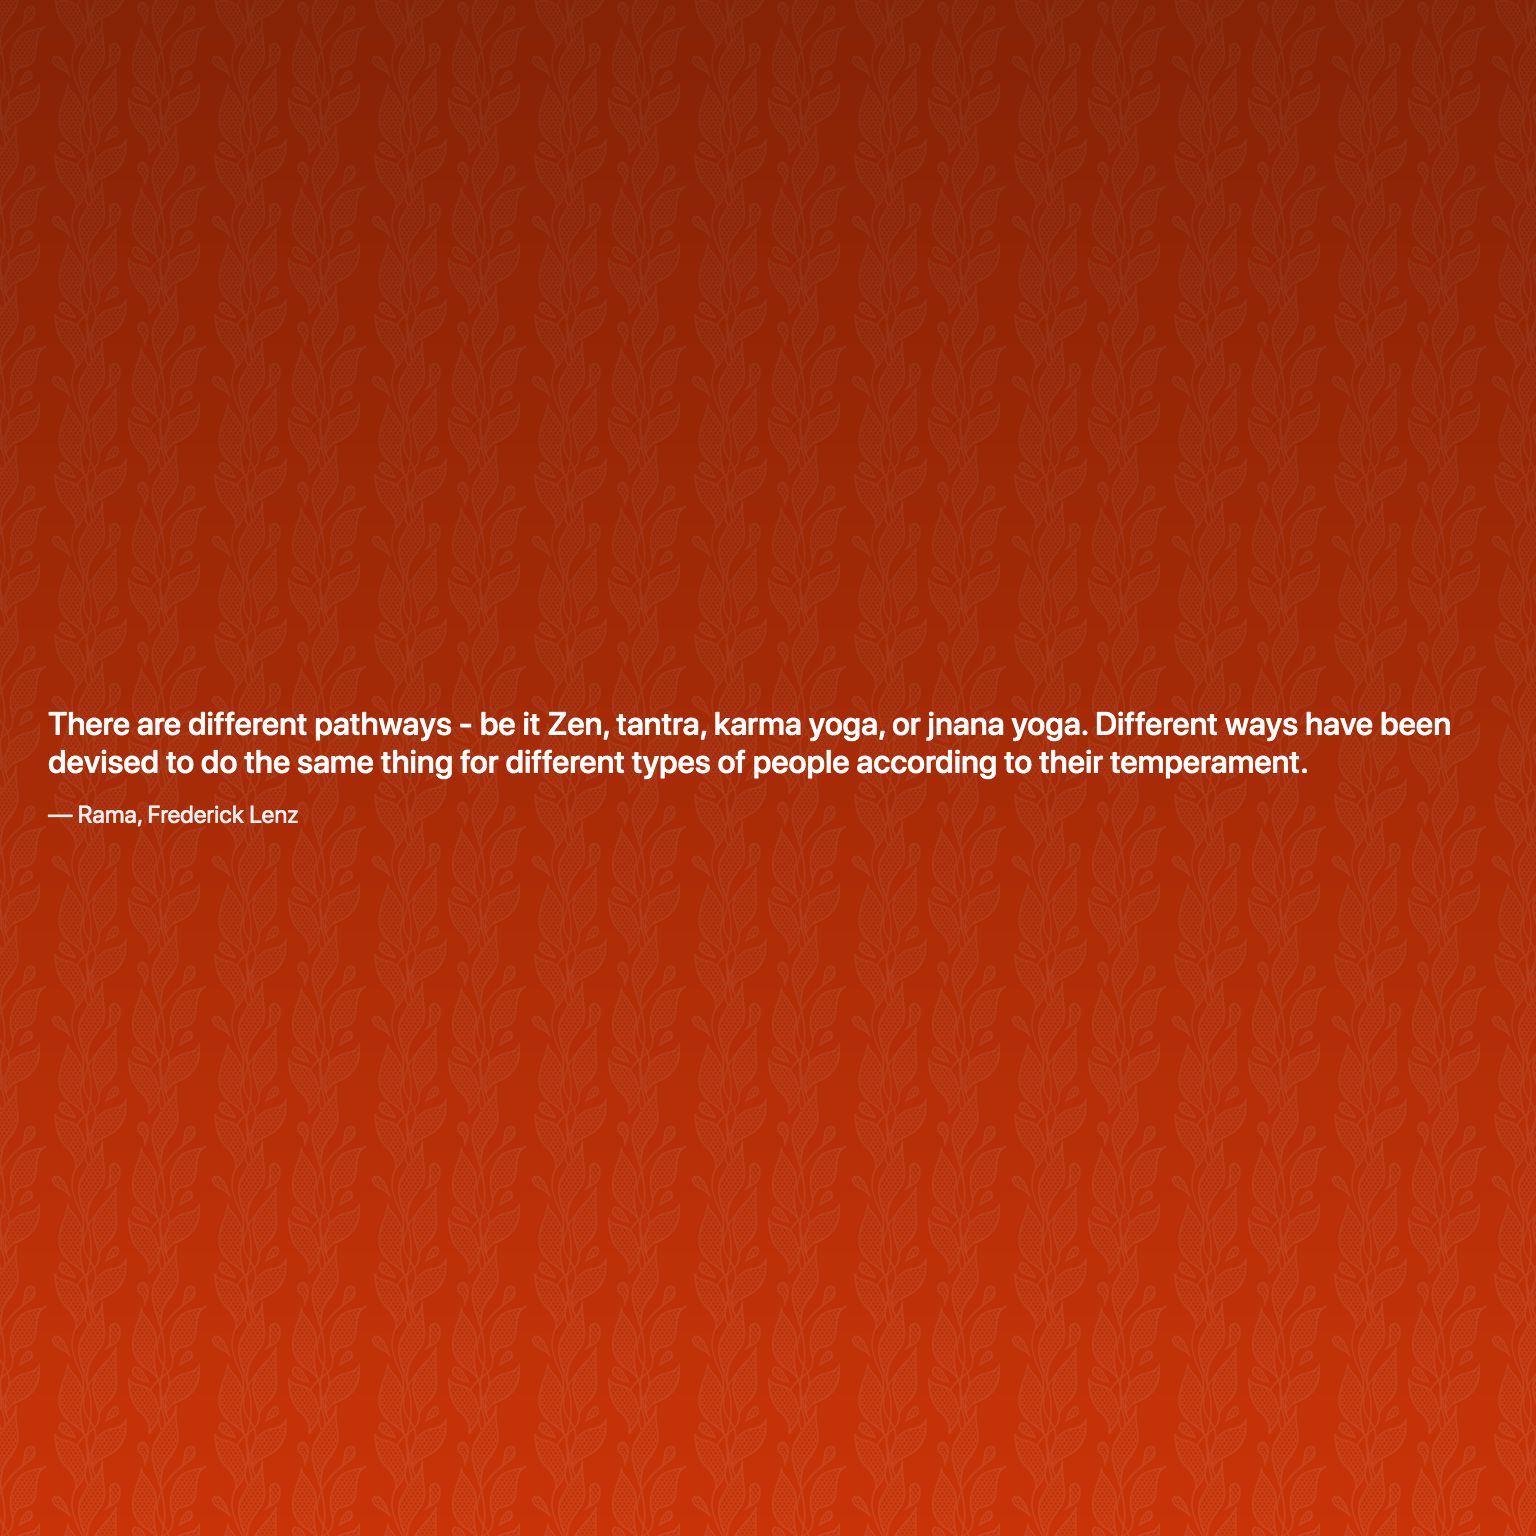 There are different pathways - be it Zen, tantra, karma yoga, or jnana yoga. Different ways have been
devised to do the same thing for different types of people according to their temperament.
— Rama, Frederick Lenz